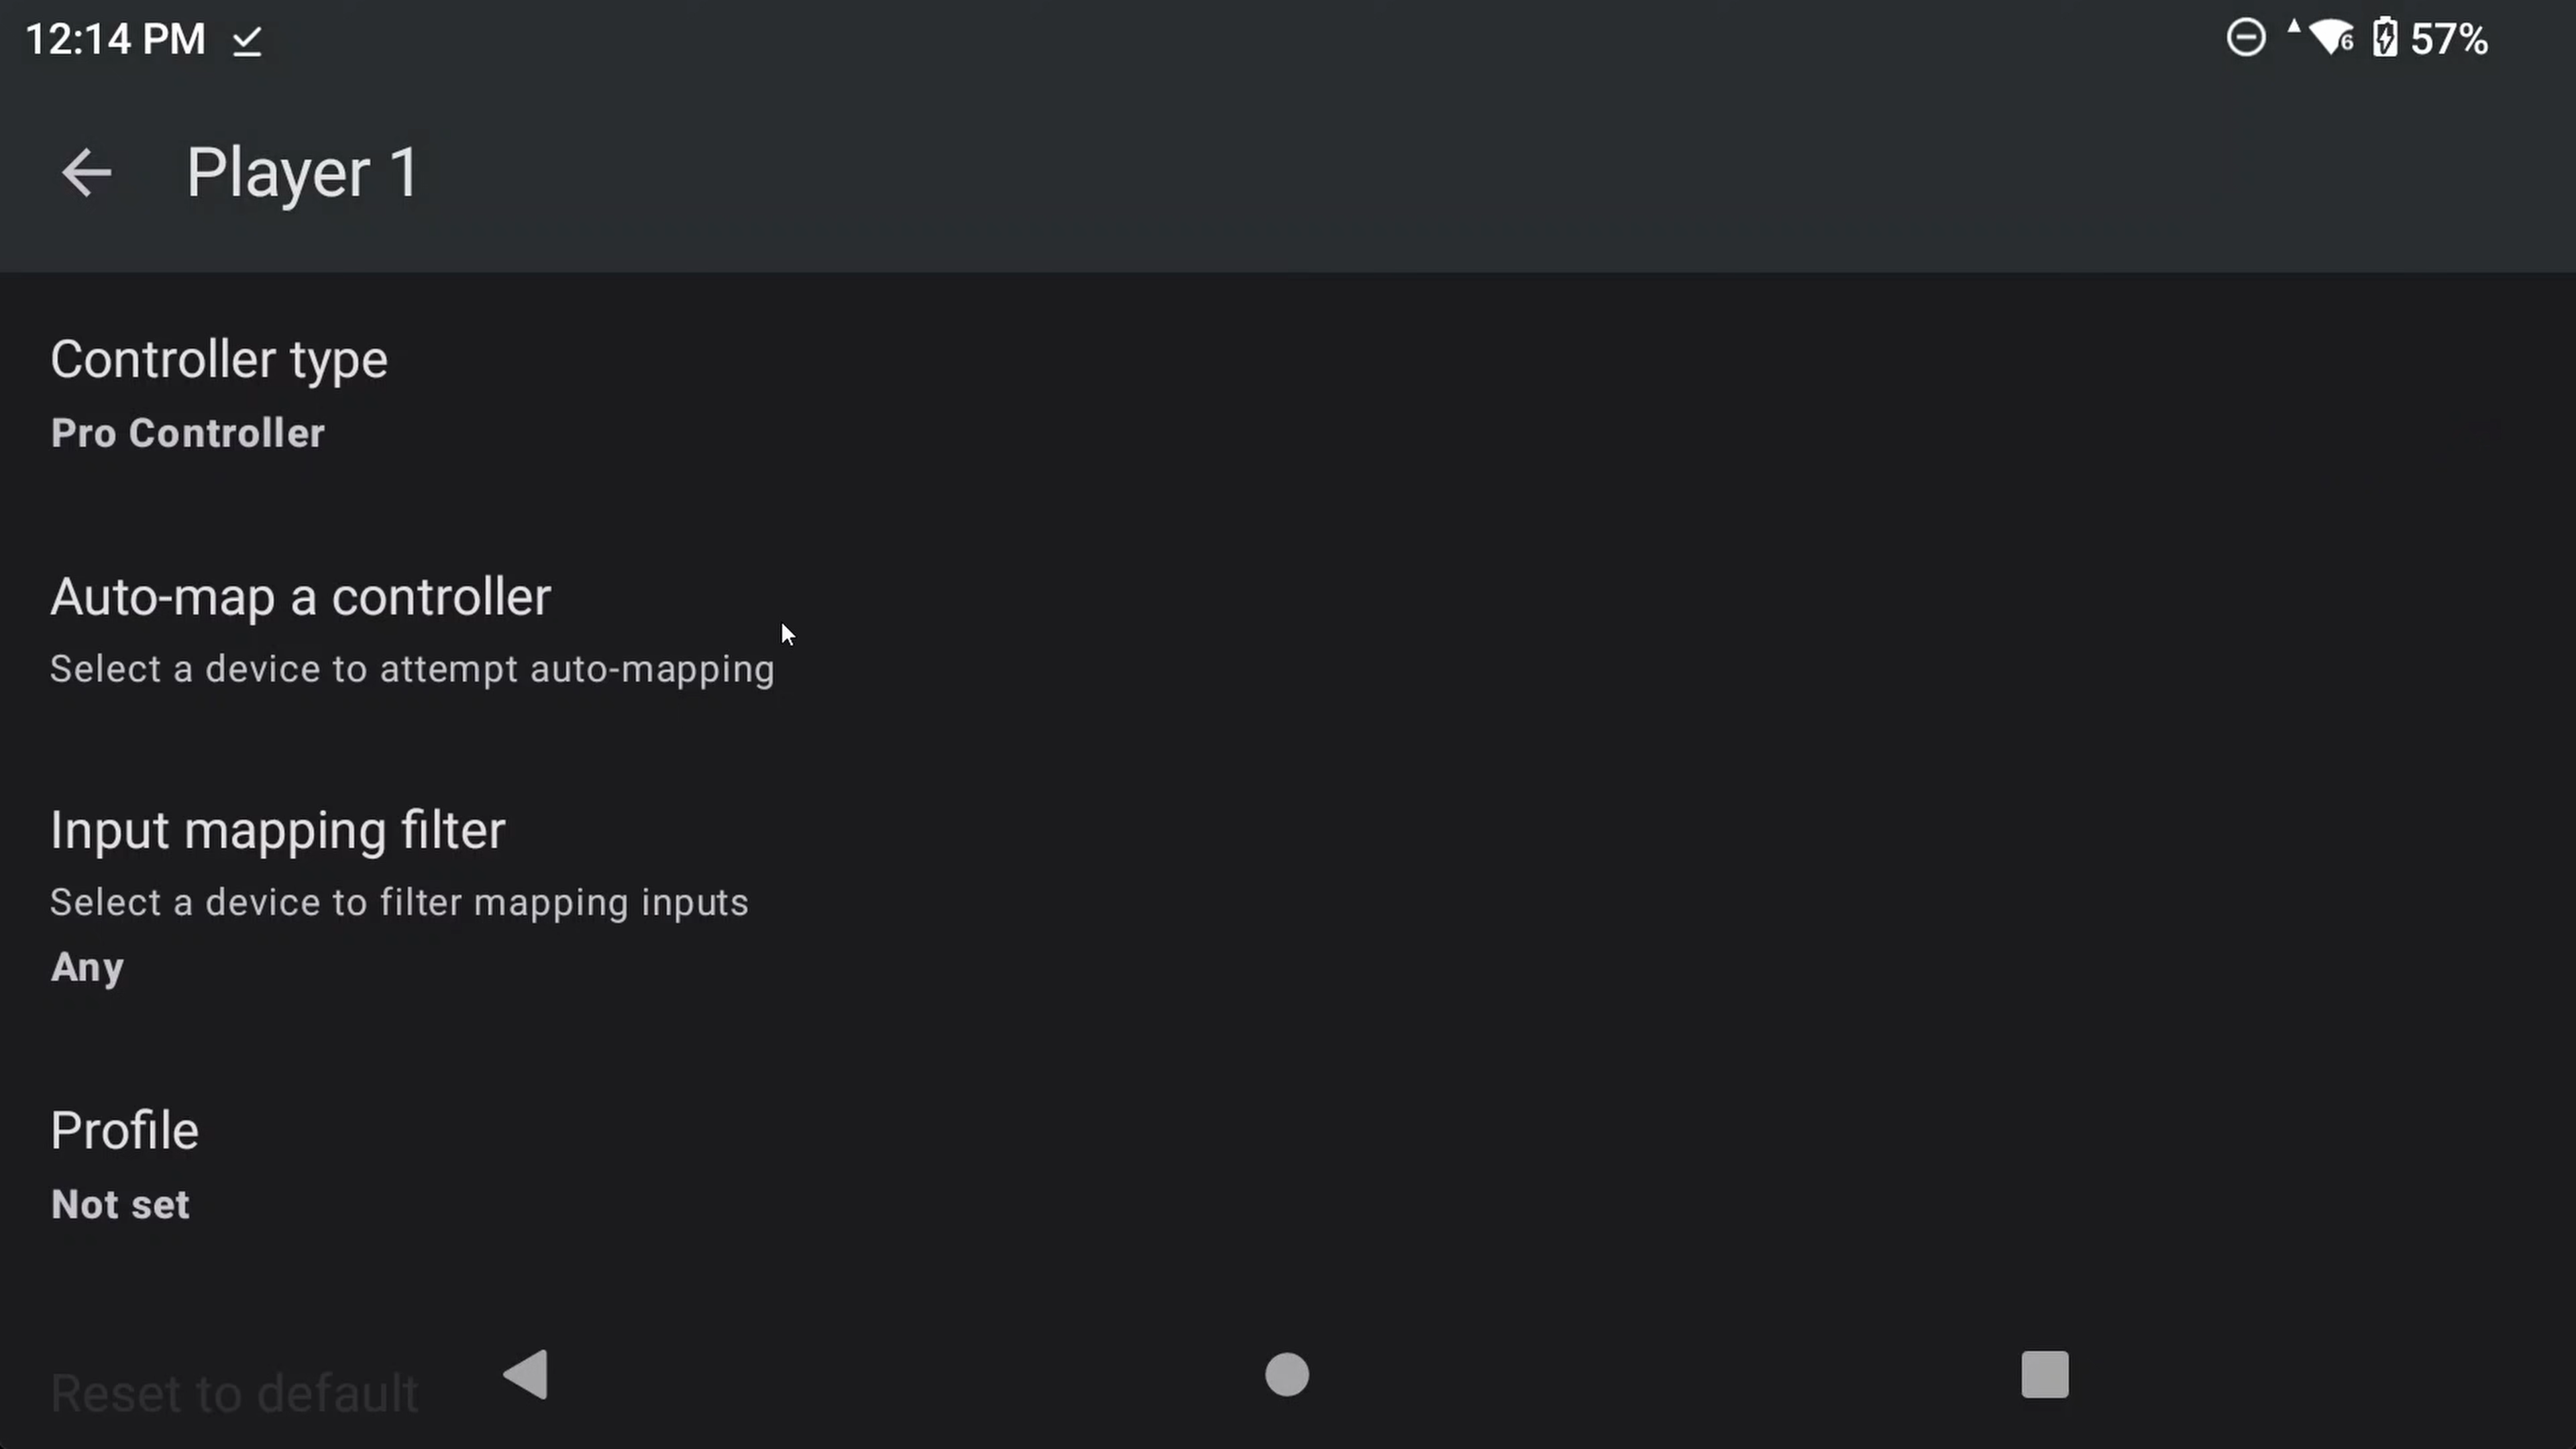 12:14 PM
6 57%
Player 1
Controller type
Pro Controller
Auto-map a controller
Select a device to attempt auto-mapping
Input mapping filter
Select a device to filter mapping inputs
Any
Profile
Not set
Reset to default